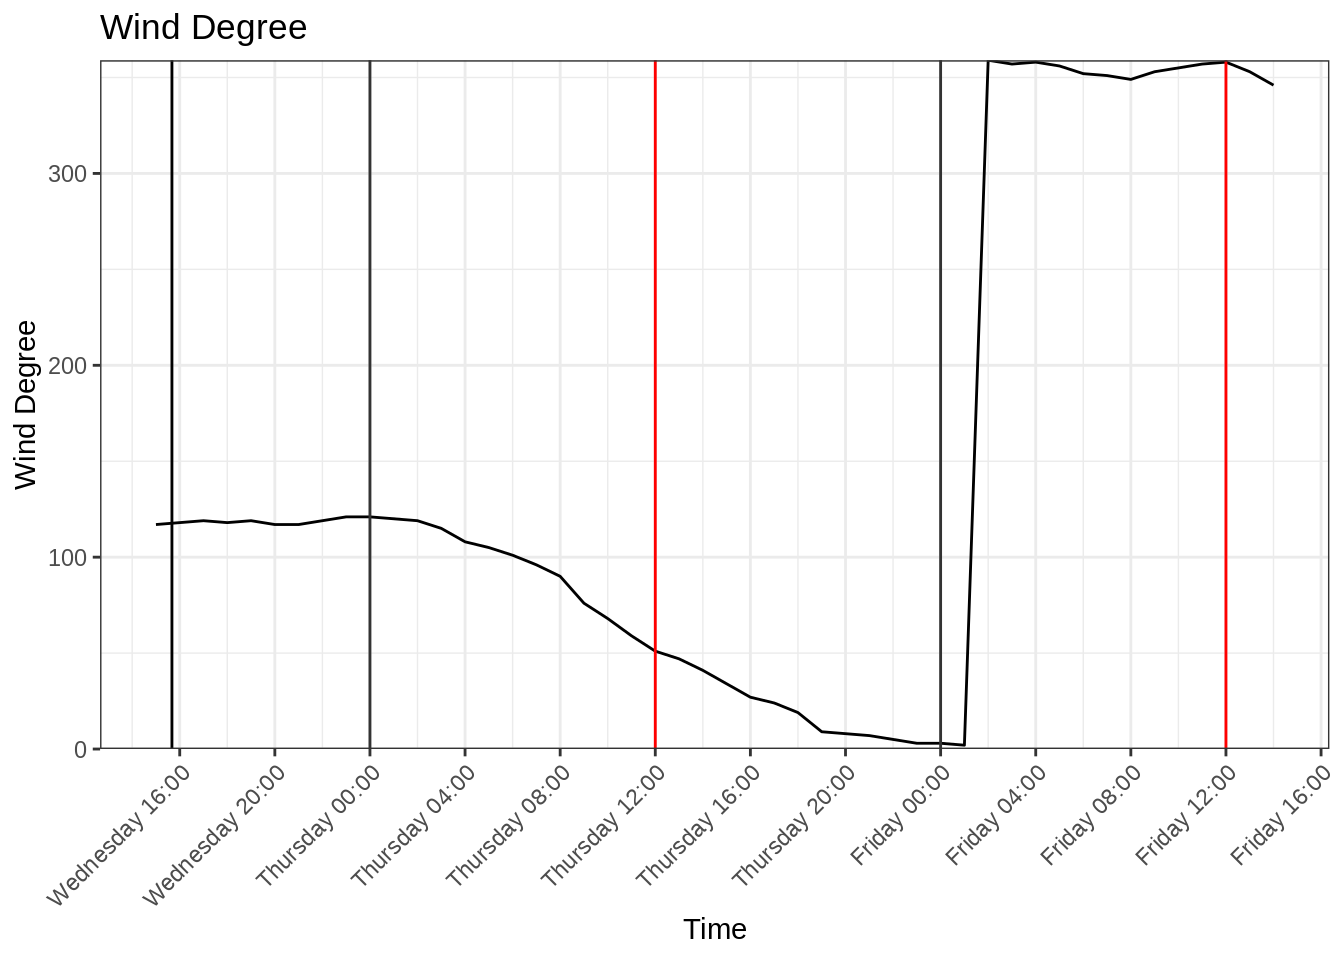 Wind Degree
Wind Degree
300
200
100
0
Wednesday 16:00
Wednesday 20:00
Thursday 00:00
Thursday 04:00
Thursday 08:00
Thursday 12:00
Thursday 16:00
Thursday 20:00
Friday 00:00
Friday 04:00
Friday 08:00
Friday 12:00
Friday 16:00
Time